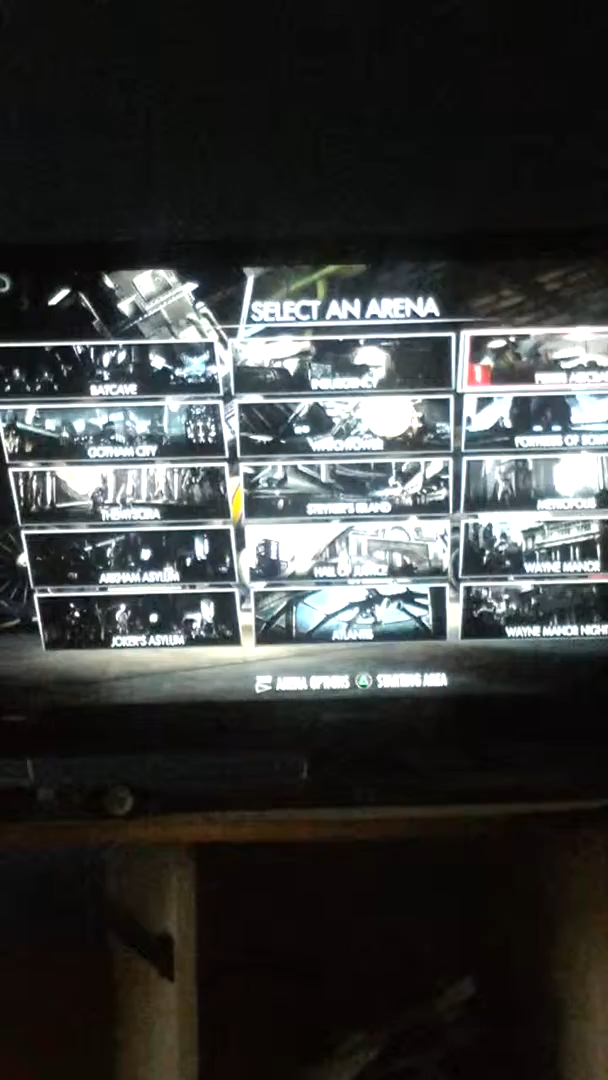 SELECT AN ARENA
BATCAVE
INSURGENCY
GOTHAM CITY
WATCHTOWER
FORTRESS OF
THEMYSCIRA
STRYKER'S ISLAND
METROPOLIS
ARKHAM ASYLUM
HALL OF JUSTICE
WAYNE MANOR
JOKER'S ASYLUM
ATLANTIS
WAYNE MANOR NIGHT
ARENA OPTIONS A STARTING AREA